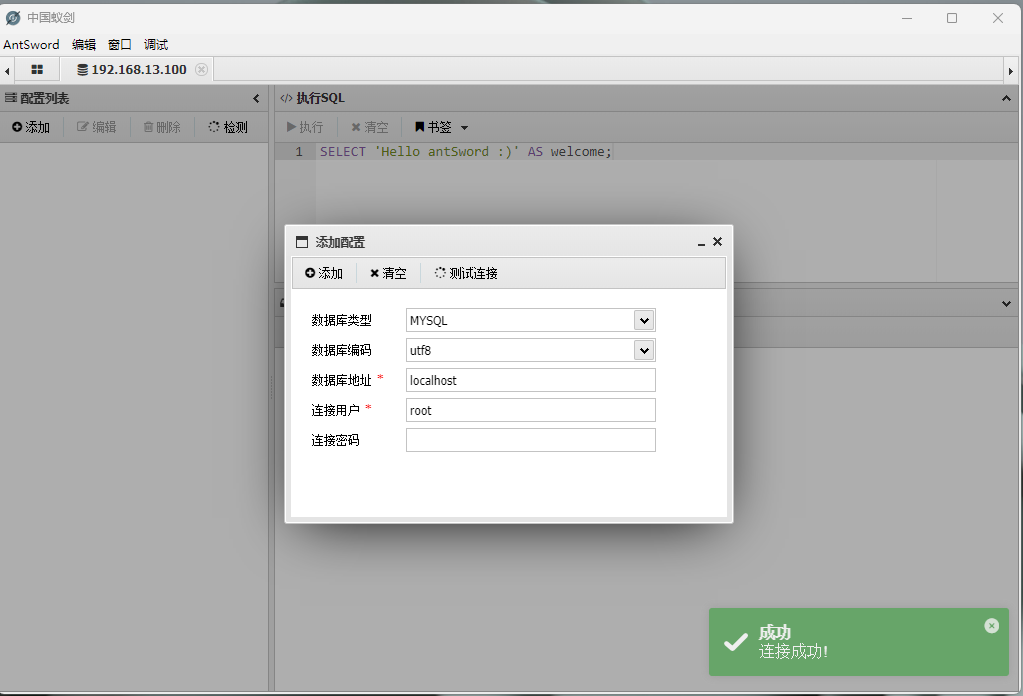 中国蚁剑
AntSword 编辑 窗口 调试
192.168.13.100
配置列表
添加 编辑 删除 检测
</> 执行SQL
执行 清空 书签
1 SELECT 'Hello antSword :)' AS welcome;
添加配置
添加 清空 测试连接
数据库类型 MYSQL
数据库编码 utf8
数据库地址 * localhost
连接用户 * root
连接密码
成功
连接成功!